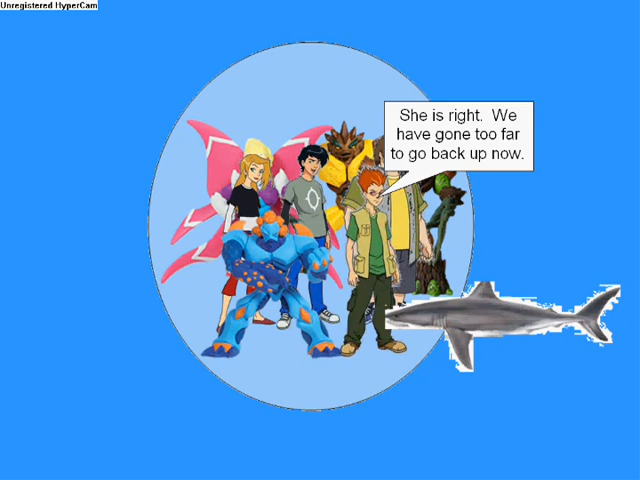 Unregistered HyperCam
She is right. We
have gone too far
to go back up now.